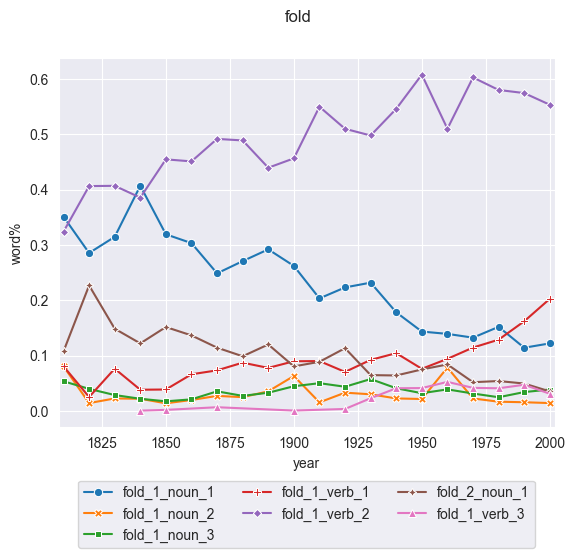 fold
0.6
0.5
0.4
0.3
0.2
0.1
0.0
word%
1825 1850 1875 1900 1925 1950 1975 2000
year
fold_1_noun_1 fold_1_verb_1 fold_2_noun_1
fold_1_noun_2 fold_1_verb_2 fold_1_verb_3
fold_1_noun_3